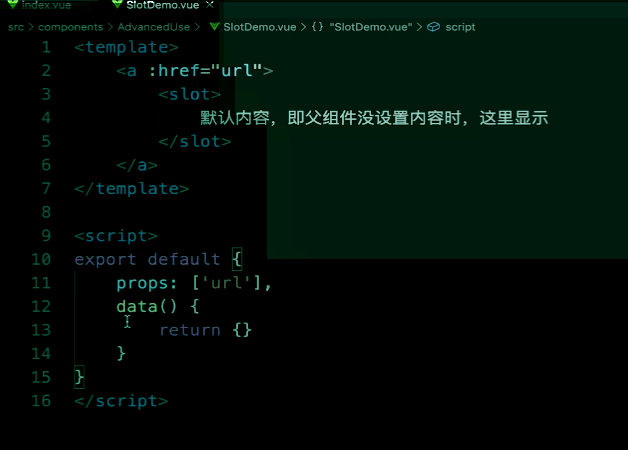 index.vue SlotDemo.vue ×
src > components > AdvancedUse > SlotDemo.vue > {} "SlotDemo.vue" > script
1 <template>
2 <a :href="url">
3 <slot>
4 默认内容，即父组件没设置内容时，这里显示
5 </slot>
6 </a>
7 </template>
8
9 <script>
10 export default {
11 props: ['url'],
12 data() {
13 return {}
14 }
15 }
16 </script>